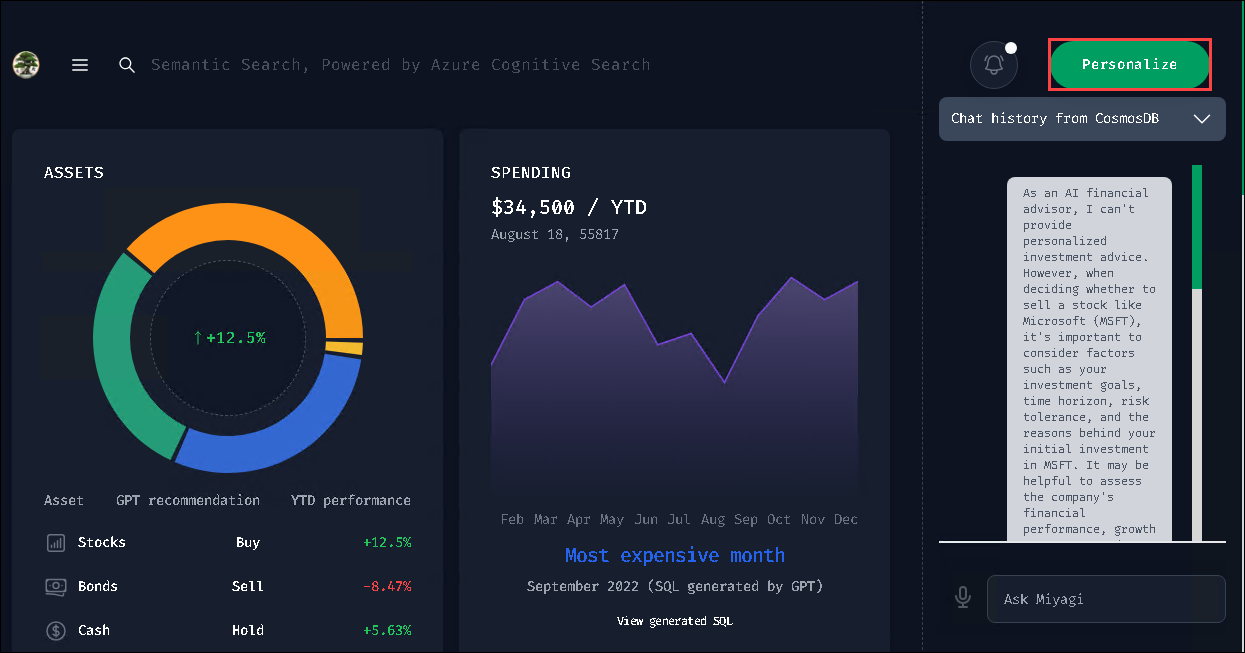 Semantic Search, Powered by Azure Cognitive Search
Personalize
Chat history from CosmosDB
ASSETS
↑+12.5%
Asset GPT recommendation YTD performance
Stocks Buy +12.5%
Bonds Sell -8.47%
Cash Hold +5.63%
SPENDING
$34,500 / YTD
August 18, 55817
Feb Mar Apr May Jun Jul Aug Sep Oct Nov Dec
Most expensive month
September 2022 (SQL generated by GPT)
View generated SQL
As an AI financial
advisor, I can't
provide
personalized
investment advice.
However, when
deciding whether to
sell a stock like
Microsoft (MSFT),
it's important to
consider factors
such as your
investment goals,
time horizon, risk
tolerance, and the
reasons behind your
initial investment
in MSFT. It may be
helpful to assess
the company's
financial
performance, growth
Ask Miyagi